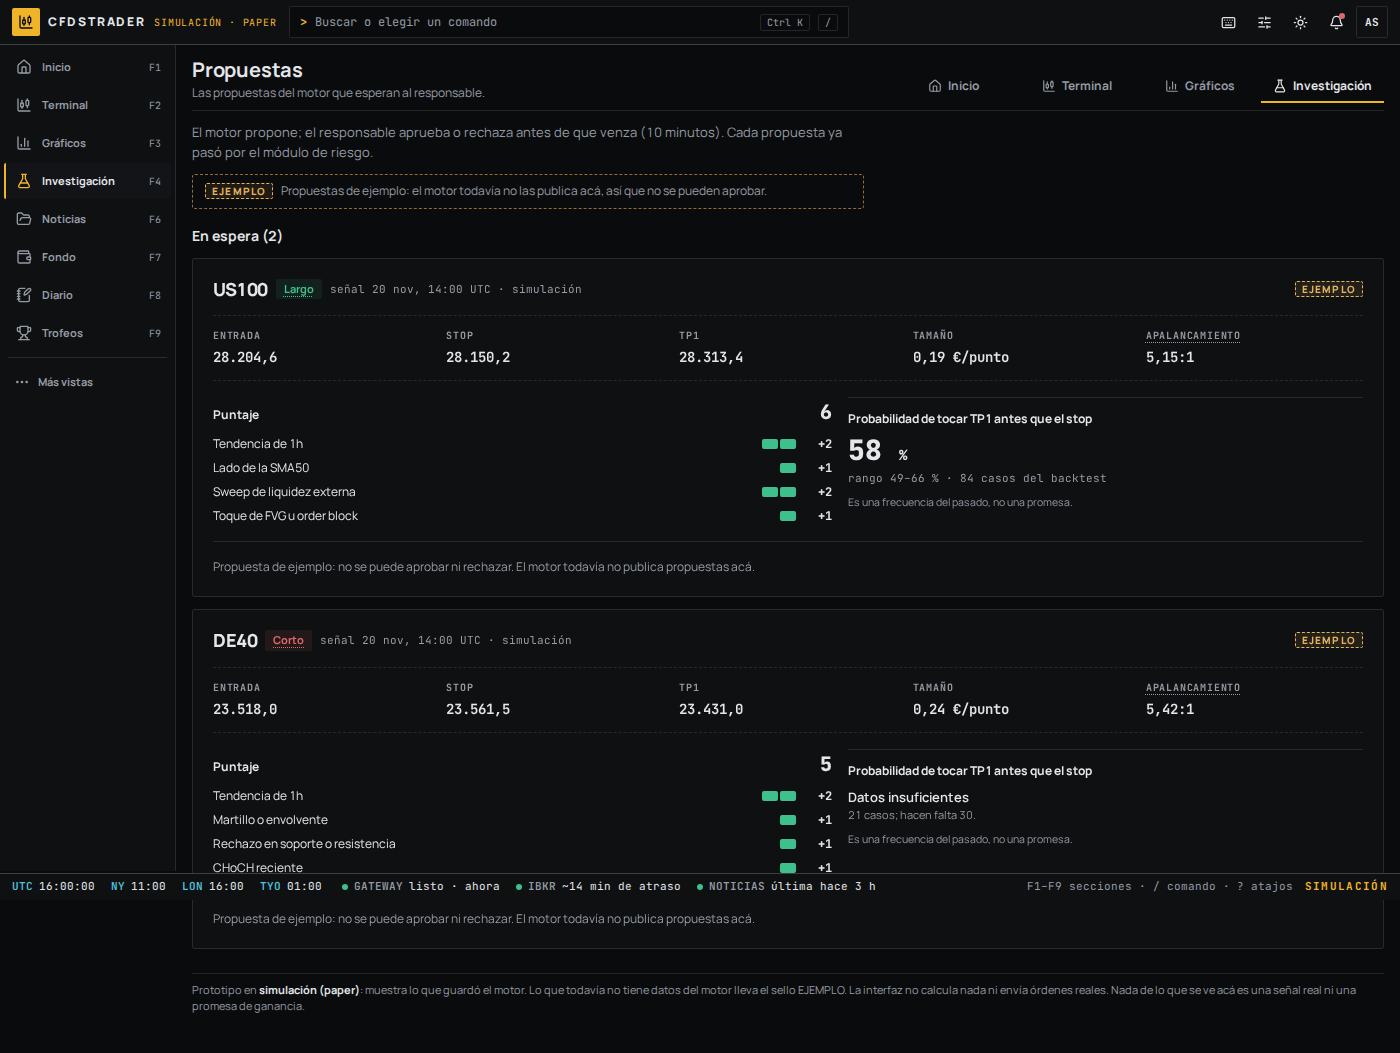 CFDSTRADER SIMULACIÓN · PAPER > Buscar o elegir un comando Ctrl K / AS
Inicio F1
Terminal F2
Gráficos F3
Investigación F4
Noticias F6
Fondo F7
Diario F8
Trofeos F9
Más vistas
Propuestas
Las propuestas del motor que esperan al responsable.
Inicio Terminal Gráficos Investigación
El motor propone; el responsable aprueba o rechaza antes de que venza (10 minutos). Cada propuesta ya
pasó por el módulo de riesgo.
EJEMPLO Propuestas de ejemplo: el motor todavía no las publica acá, así que no se pueden aprobar.
En espera (2)
US100 Largo señal 20 nov, 14:00 UTC · simulación EJEMPLO
ENTRADA STOP TP1 TAMAÑO APALANCAMIENTO
28.204,6 28.150,2 28.313,4 0,19 €/punto 5,15:1
Puntaje 6
Tendencia de 1h +2
Lado de la SMA50 +1
Sweep de liquidez externa +2
Toque de FVG u order block +1
Probabilidad de tocar TP1 antes que el stop
58 %
rango 49–66 % · 84 casos del backtest
Es una frecuencia del pasado, no una promesa.
Propuesta de ejemplo: no se puede aprobar ni rechazar. El motor todavía no publica propuestas acá.
DE40 Corto señal 20 nov, 14:00 UTC · simulación EJEMPLO
ENTRADA STOP TP1 TAMAÑO APALANCAMIENTO
23.518,0 23.561,5 23.431,0 0,24 €/punto 5,42:1
Puntaje 5
Tendencia de 1h +2
Martillo o envolvente +1
Rechazo en soporte o resistencia +1
CHoCH reciente +1
Probabilidad de tocar TP1 antes que el stop
Datos insuficientes
21 casos; hacen falta 30.
Es una frecuencia del pasado, no una promesa.
UTC 16:00:00 NY 11:00 LON 16:00 TYO 01:00 GATEWAY listo · ahora IBKR ~14 min de atraso NOTICIAS última hace 3 h F1–F9 secciones · / comando · ? atajos SIMULACIÓN
Propuesta de ejemplo: no se puede aprobar ni rechazar. El motor todavía no publica propuestas acá.
Prototipo en simulación (paper): muestra lo que guardó el motor. Lo que todavía no tiene datos del motor lleva el sello EJEMPLO. La interfaz no calcula nada ni envía órdenes reales. Nada de lo que se ve acá es una señal real ni una
promesa de ganancia.